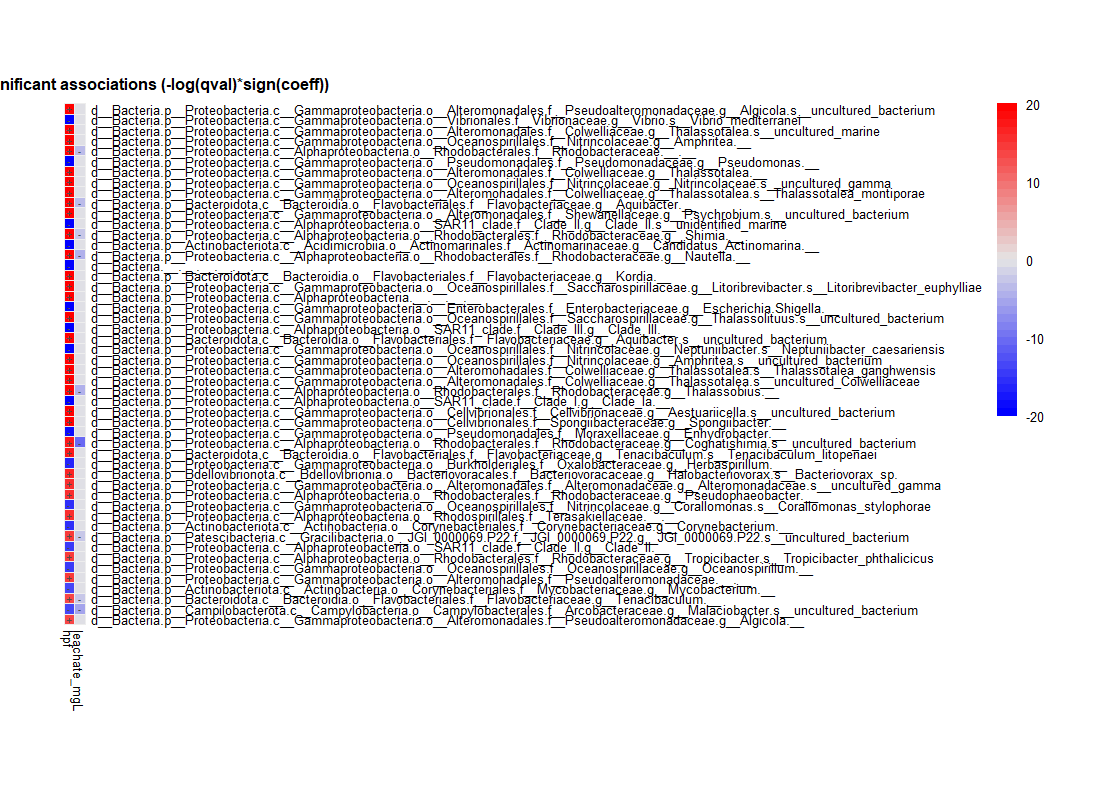 nificant associations (-log(qval)*sign(coeff))
d__Bacteria.p__Proteobacteria.c__Gammaproteobacteria.o__Alteromonadales.f__Pseudoalteromonadaceae.g__Algicola.s__uncultured_bacterium
d__Bacteria.p__Proteobacteria.c__Gammaproteobacteria.o__Vibrionales.f__Vibrionaceae.g__Vibrio.s__Vibrio_mediterranei
d__Bacteria.p__Proteobacteria.c__Gammaproteobacteria.o__Alteromonadales.f__Colwelliaceae.g__Thalassotalea.s__uncultured_marine
d__Bacteria.p__Proteobacteria.c__Gammaproteobacteria.o__Oceanospirillales.f__Nitrincolaceae.g__Amphritea.__
d__Bacteria.p__Proteobacteria.c__Alphaproteobacteria.o__Rhodobacterales.f__Rhodobacteraceae.__.__
d__Bacteria.p__Proteobacteria.c__Gammaproteobacteria.o__Pseudomonadales.f__Pseudomonadaceae.g__Pseudomonas.__
d__Bacteria.p__Proteobacteria.c__Gammaproteobacteria.o__Alteromonadales.f__Colwelliaceae.g__Thalassotalea.__
d__Bacteria.p__Proteobacteria.c__Gammaproteobacteria.o__Oceanospirillales.f__Nitrincolaceae.g__Nitrincolaceae.s__uncultured_gamma
d__Bacteria.p__Proteobacteria.c__Gammaproteobacteria.o__Alteromonadales.f__Colwelliaceae.g__Thalassotalea.s__Thalassotalea_montiporae
d__Bacteria.p__Bacteroidota.c__Bacteroidia.o__Flavobacteriales.f__Flavobacteriaceae.g__Aquibacter.__
d__Bacteria.p__Proteobacteria.c__Gammaproteobacteria.o__Alteromonadales.f__Shewanellaceae.g__Psychrobium.s__uncultured_bacterium
d__Bacteria.p__Proteobacteria.c__Alphaproteobacteria.o__SAR11_clade.f__Clade_II.g__Clade_II.s__unidentified_marine
d__Bacteria.p__Proteobacteria.c__Alphaproteobacteria.o__Rhodobacterales.f__Rhodobacteraceae.g__Shimia.__
d__Bacteria.p__Actinobacteriota.c__Acidimicrobiia.o__Actinomarinales.f__Actinomarinaceae.g__Candidatus_Actinomarina.__
d__Bacteria.p__Proteobacteria.c__Alphaproteobacteria.o__Rhodobacterales.f__Rhodobacteraceae.g__Nautella.__
d__Bacteria.__.__.__.__.__.__
d__Bacteria.p__Bacteroidota.c__Bacteroidia.o__Flavobacteriales.f__Flavobacteriaceae.g__Kordia.__
d__Bacteria.p__Proteobacteria.c__Gammaproteobacteria.o__Oceanospirillales.f__Saccharospirillaceae.g__Litoribrevibacter.s__Litoribrevibacter_euphylliae
d__Bacteria.p__Proteobacteria.c__Alphaproteobacteria.__.__.__.__
d__Bacteria.p__Proteobacteria.c__Gammaproteobacteria.o__Enterobacterales.f__Enterobacteriaceae.g__Escherichia.Shigella.__
d__Bacteria.p__Proteobacteria.c__Gammaproteobacteria.o__Oceanospirillales.f__Saccharospirillaceae.g__Thalassolituus.s__uncultured_bacterium
d__Bacteria.p__Proteobacteria.c__Alphaproteobacteria.o__SAR11_clade.f__Clade_III.g__Clade_III.__
d__Bacteria.p__Bacteroidota.c__Bacteroidia.o__Flavobacteriales.f__Flavobacteriaceae.g__Aquibacter.s__uncultured_bacterium
d__Bacteria.p__Proteobacteria.c__Gammaproteobacteria.o__Oceanospirillales.f__Nitrincolaceae.g__Neptuniibacter.s__Neptuniibacter_caesariensis
d__Bacteria.p__Proteobacteria.c__Gammaproteobacteria.o__Oceanospirillales.f__Nitrincolaceae.g__Amphritea.s__uncultured_bacterium
d__Bacteria.p__Proteobacteria.c__Gammaproteobacteria.o__Alteromonadales.f__Colwelliaceae.g__Thalassotalea.s__Thalassotalea_ganghwensis
d__Bacteria.p__Proteobacteria.c__Gammaproteobacteria.o__Alteromonadales.f__Colwelliaceae.g__Thalassotalea.s__uncultured_Colwelliaceae
d__Bacteria.p__Proteobacteria.c__Alphaproteobacteria.o__Rhodobacterales.f__Rhodobacteraceae.g__Thalassobius.__
d__Bacteria.p__Proteobacteria.c__Alphaproteobacteria.o__SAR11_clade.f__Clade_I.g__Clade_Ia.__
d__Bacteria.p__Proteobacteria.c__Gammaproteobacteria.o__Cellvibrionales.f__Cellvibrionaceae.g__Aestuariicella.s__uncultured_bacterium
d__Bacteria.p__Proteobacteria.c__Gammaproteobacteria.o__Cellvibrionales.f__Spongiibacteraceae.g__Spongiibacter.__
d__Bacteria.p__Proteobacteria.c__Gammaproteobacteria.o__Pseudomonadales.f__Moraxellaceae.g__Enhydrobacter.__
d__Bacteria.p__Proteobacteria.c__Alphaproteobacteria.o__Rhodobacterales.f__Rhodobacteraceae.g__Coghatishimia.s__uncultured_bacterium
d__Bacteria.p__Bacteroidota.c__Bacteroidia.o__Flavobacteriales.f__Flavobacteriaceae.g__Tenacibaculum.s__Tenacibaculum_litopenaei
d__Bacteria.p__Proteobacteria.c__Gammaproteobacteria.o__Burkholderiales.f__Oxalobacteraceae.g__Herbaspirillum.__
d__Bacteria.p__Bdellovibrionota.c__Bdellovibrionia.o__Bacteriovoracales.f__Bacteriovoracaceae.g__Halobacteriovorax.s__Bacteriovorax_sp.
d__Bacteria.p__Proteobacteria.c__Gammaproteobacteria.o__Alteromonadales.f__Alteromonadaceae.g__Alteromonadaceae.s__uncultured_gamma
d__Bacteria.p__Proteobacteria.c__Alphaproteobacteria.o__Rhodobacterales.f__Rhodobacteraceae.g__Pseudophaeobacter.__
d__Bacteria.p__Proteobacteria.c__Gammaproteobacteria.o__Oceanospirillales.f__Nitrincolaceae.g__Corallomonas.s__Corallomonas_stylophorae
d__Bacteria.p__Proteobacteria.c__Alphaproteobacteria.o__Rhodospirillales.f__Terasakiellaceae.__.__
d__Bacteria.p__Actinobacteriota.c__Actinobacteria.o__Corynebacteriales.f__Corynebacteriaceae.g__Corynebacterium.__
d__Bacteria.p__Patescibacteria.c__Gracilibacteria.o__JGI_0000069.P22.f__JGI_0000069.P22.g__JGI_0000069.P22.s__uncultured_bacterium
d__Bacteria.p__Proteobacteria.c__Alphaproteobacteria.o__SAR11_clade.f__Clade_II.g__Clade_II.__
d__Bacteria.p__Proteobacteria.c__Alphaproteobacteria.o__Rhodobacterales.f__Rhodobacteraceae.g__Tropicibacter.s__Tropicibacter_phthalicicus
d__Bacteria.p__Proteobacteria.c__Gammaproteobacteria.o__Oceanospirillales.f__Oceanospirillaceae.g__Oceanospirillum.__
d__Bacteria.p__Proteobacteria.c__Gammaproteobacteria.o__Alteromonadales.f__Pseudoalteromonadaceae.__.__
d__Bacteria.p__Actinobacteriota.c__Actinobacteria.o__Corynebacteriales.f__Mycobacteriaceae.g__Mycobacterium.__
d__Bacteria.p__Bacteroidota.c__Bacteroidia.o__Flavobacteriales.f__Flavobacteriaceae.g__Tenacibaculum.__
d__Bacteria.p__Campilobacterota.c__Campylobacteria.o__Campylobacterales.f__Arcobacteraceae.g__Malaciobacter.s__uncultured_bacterium
d__Bacteria.p__Proteobacteria.c__Gammaproteobacteria.o__Alteromonadales.f__Pseudoalteromonadaceae.g__Algicola.__
hpf
leachate_mgL
20
10
0
-10
-20